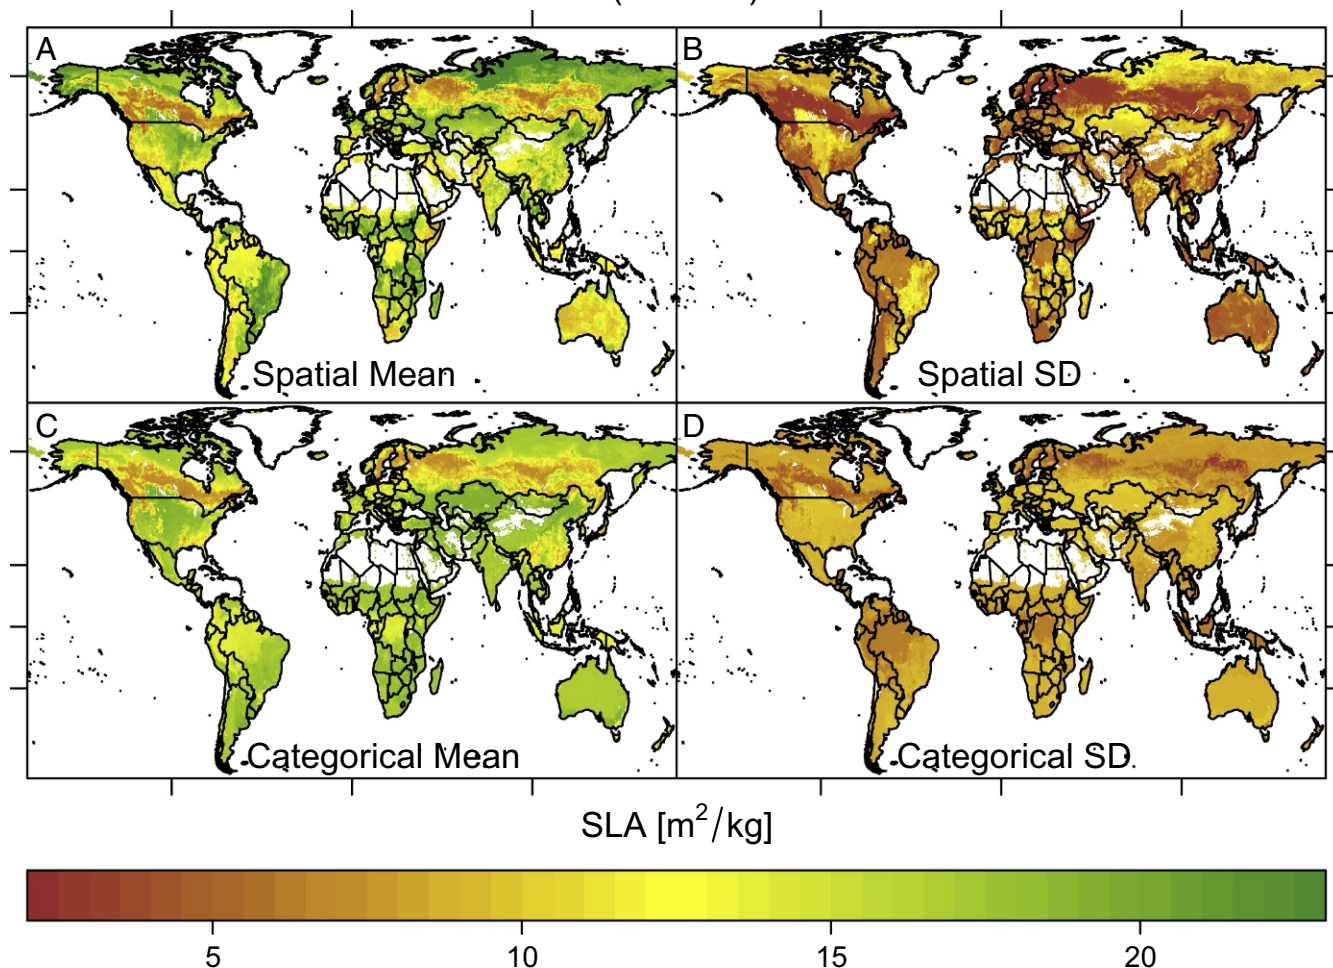 A
B
Spatial Mean
Spatial SD
C
D
Categorical Mean
Categorical SD
SLA [m²/kg]
5 10 15 20